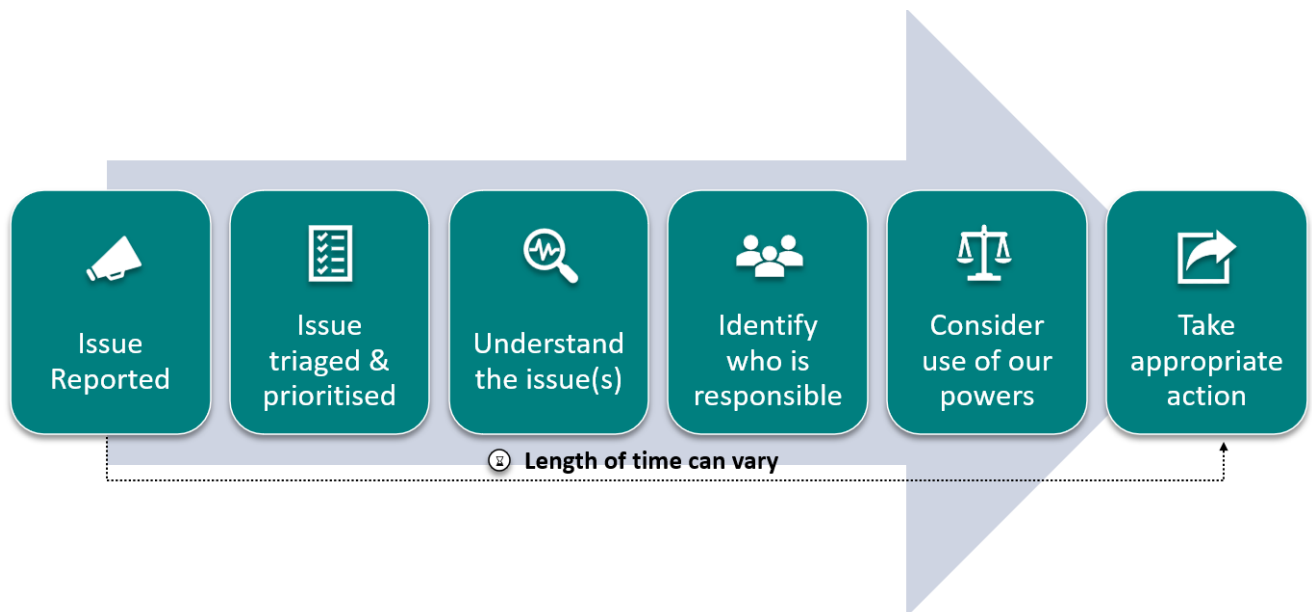 Issue
Reported
Issue
triaged &
prioritised
Understand
the issue(s)
Identify
who is
responsible
Consider
use of our
powers
Take
appropriate
action
Length of time can vary